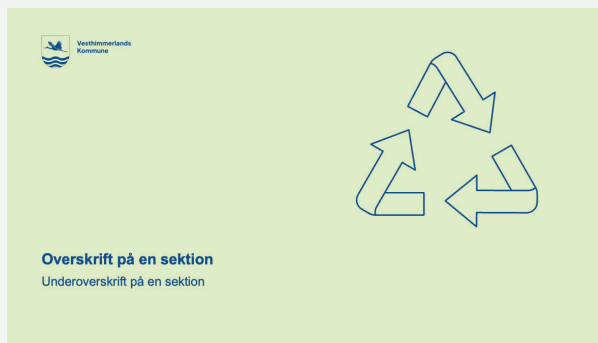 Vesthimmerlands
Kommune
Overskrift på en sektion
Underoverskrift på en sektion